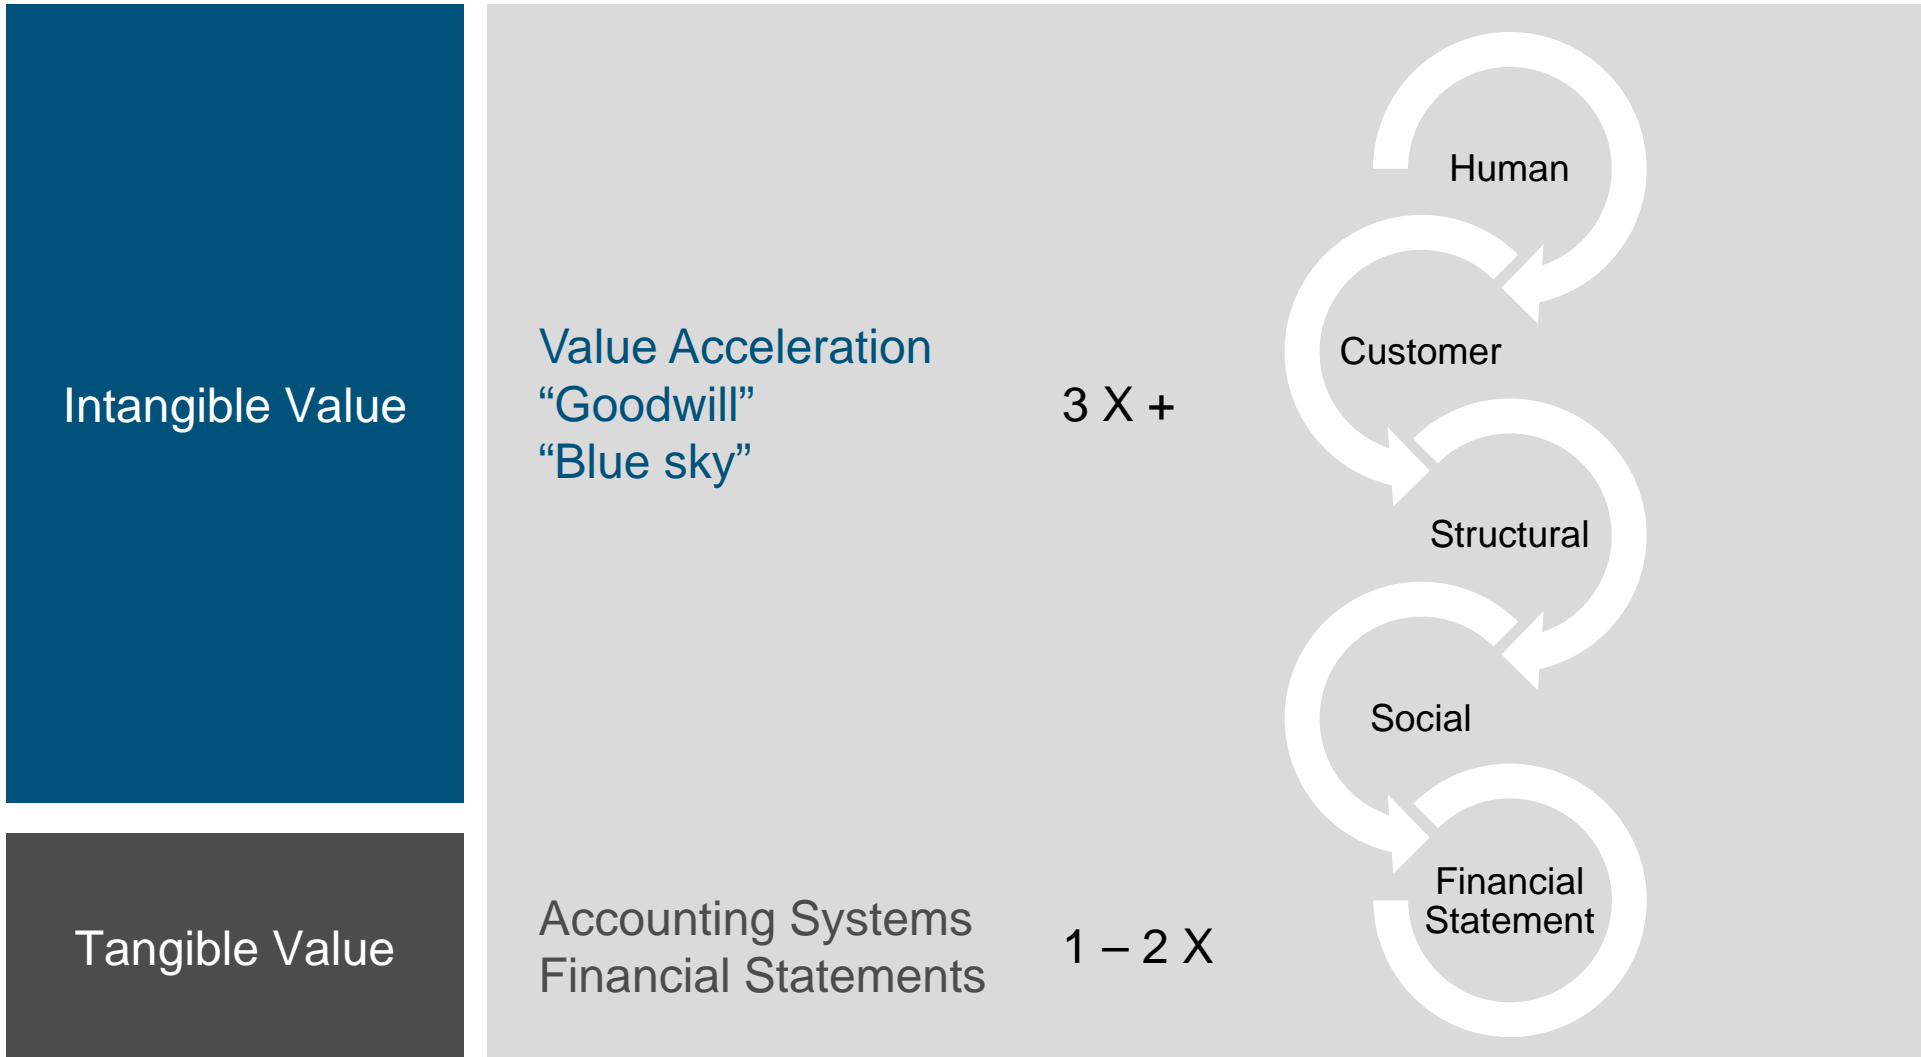 Intangible Value
Value Acceleration
“Goodwill”
“Blue sky”
3 X +
Human
Customer
Structural
Social
Tangible Value
Accounting Systems
Financial Statements
1 – 2 X
Financial
Statement